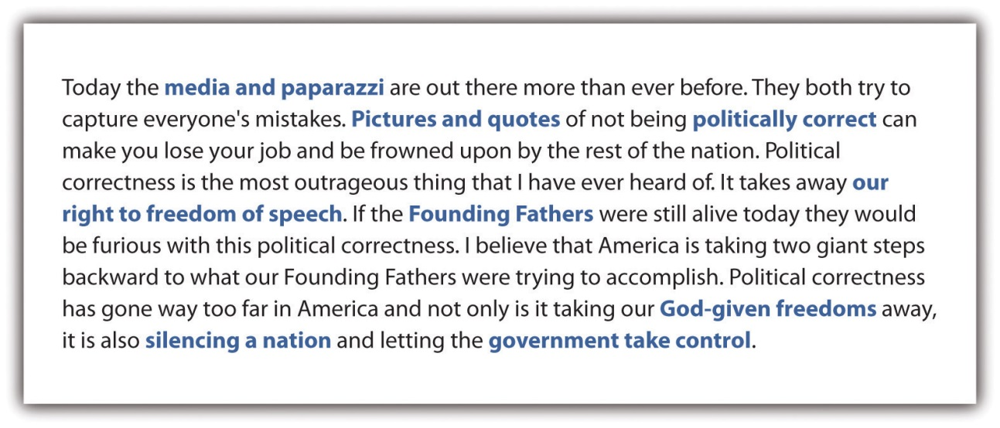 Today the media and paparazzi are out there more than ever before. They both try to
capture everyone's mistakes. Pictures and quotes of not being politically correct can
make you lose your job and be frowned upon by the rest of the nation. Political
correctness is the most outrageous thing that I have ever heard of. It takes away our
right to freedom of speech. If the Founding Fathers were still alive today they would
be furious with this political correctness. I believe that America is taking two giant steps
backward to what our Founding Fathers were trying to accomplish. Political correctness
has gone way too far in America and not only is it taking our God-given freedoms away,
it is also silencing a nation and letting the government take control.